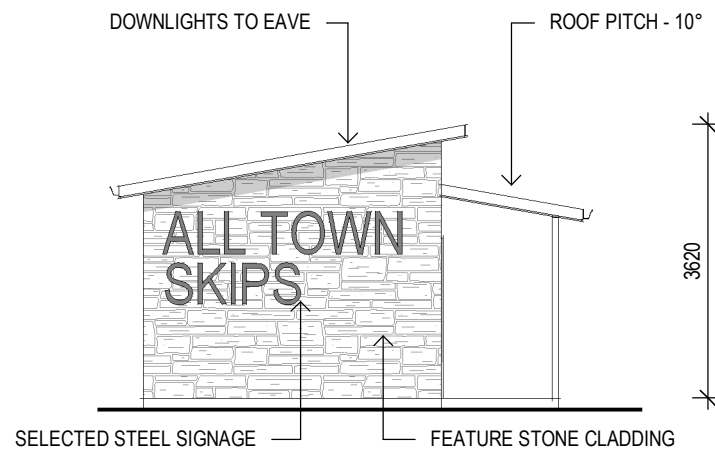 DOWNLIGHTS TO EAVE
ROOF PITCH - 10°
ALL TOWN
SKIPS
3620
SELECTED STEEL SIGNAGE
FEATURE STONE CLADDING